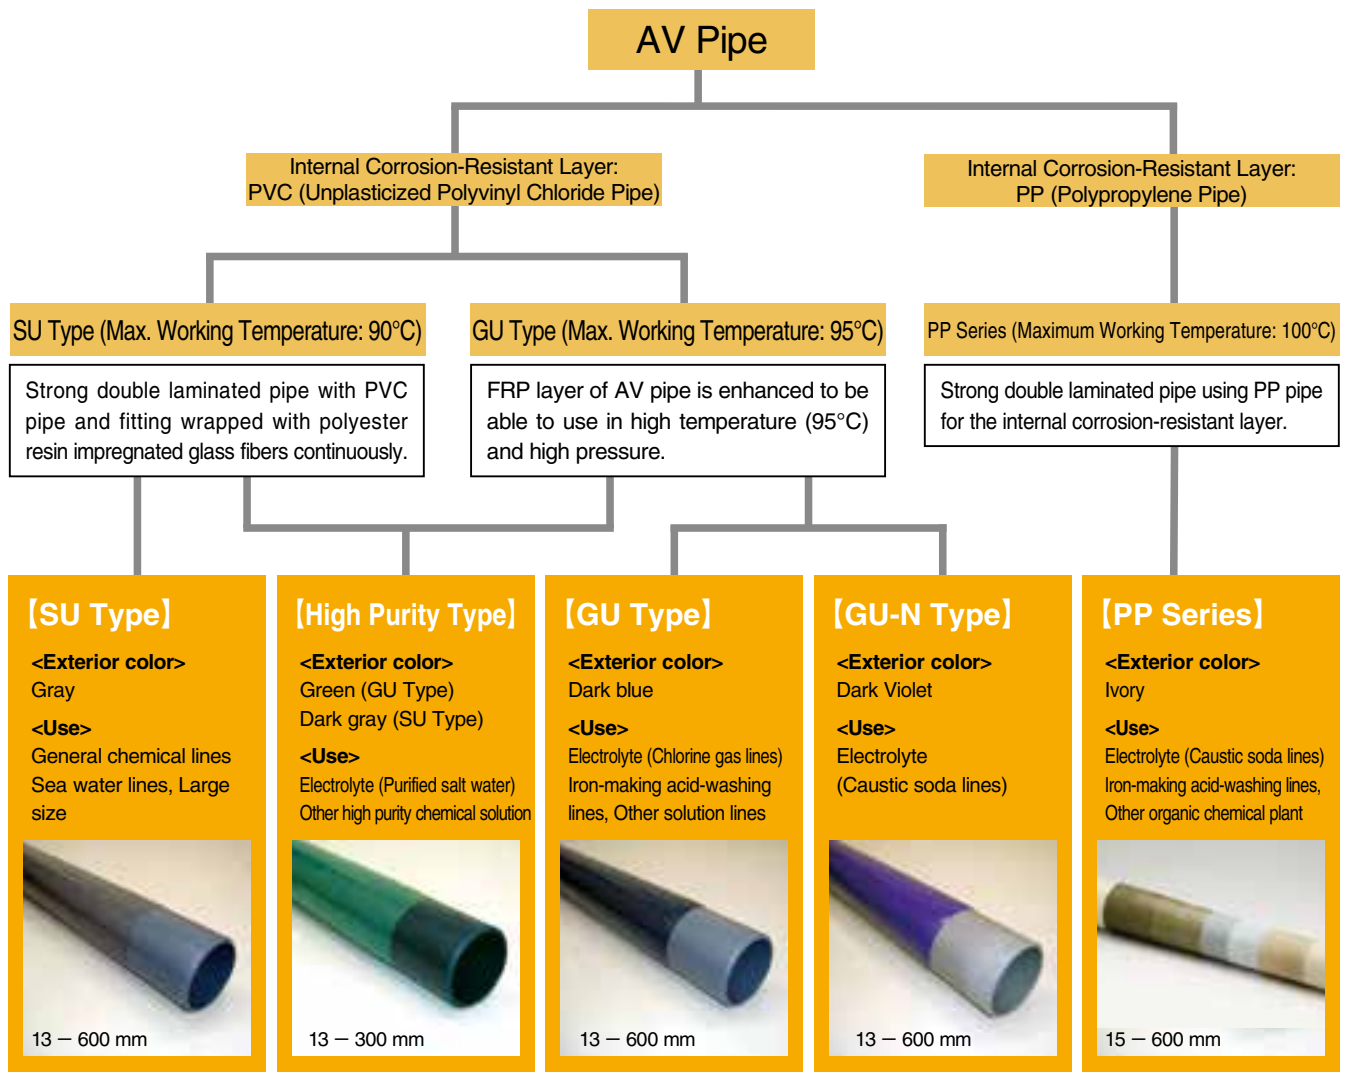 AV Pipe
Internal Corrosion-Resistant Layer:
PVC (Unplasticized Polyvinyl Chloride Pipe)
Internal Corrosion-Resistant Layer:
PP (Polypropylene Pipe)
SU Type (Max. Working Temperature: 90°C)
Strong double laminated pipe with PVC
pipe and fitting wrapped with polyester
resin impregnated glass fibers continuously.
GU Type (Max. Working Temperature: 95°C)
FRP layer of AV pipe is enhanced to be
able to use in high temperature (95°C)
and high pressure.
PP Series (Maximum Working Temperature: 100°C)
Strong double laminated pipe using PP pipe
for the internal corrosion-resistant layer.
【SU Type】
<Exterior color>
Gray
<Use>
General chemical lines
Sea water lines, Large
size
13 – 600 mm
【High Purity Type】
<Exterior color>
Green (GU Type)
Dark gray (SU Type)
<Use>
Electrolyte (Purified salt water)
Other high purity chemical solution
13 – 300 mm
【GU Type】
<Exterior color>
Dark blue
<Use>
Electrolyte (Chlorine gas lines)
Iron-making acid-washing
lines, Other solution lines
13 – 600 mm
【GU-N Type】
<Exterior color>
Dark Violet
<Use>
Electrolyte
(Caustic soda lines)
13 – 600 mm
【PP Series】
<Exterior color>
Ivory
<Use>
Electrolyte (Caustic soda lines)
Iron-making acid-washing lines,
Other organic chemical plant
15 – 600 mm